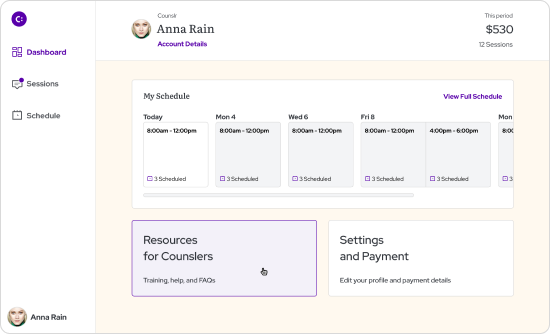 C:
Dashboard
Sessions
Schedule
Anna Rain
Counslr
Anna Rain
Account Details
This period
$530
12 Sessions
My Schedule
View Full Schedule
Today
Mon 4
Wed 6
Fri 8
Mon
8:00am - 12:00pm
8:00am - 12:00pm
8:00am - 12:00pm
8:00am - 12:00pm
4:00pm - 6:00pm
8:00
3 Scheduled
3 Scheduled
3 Scheduled
3 Scheduled
3 Scheduled
3 S
Resources
for Counslers
Training, help, and FAQs
Settings
and Payment
Edit your profile and payment details